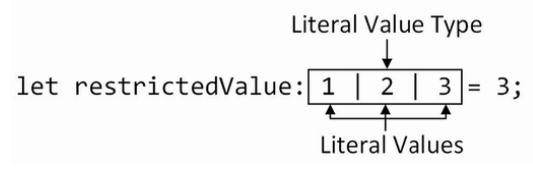 Literal Value Type
let restrictedValue: 1 | 2 | 3 = 3;
Literal Values